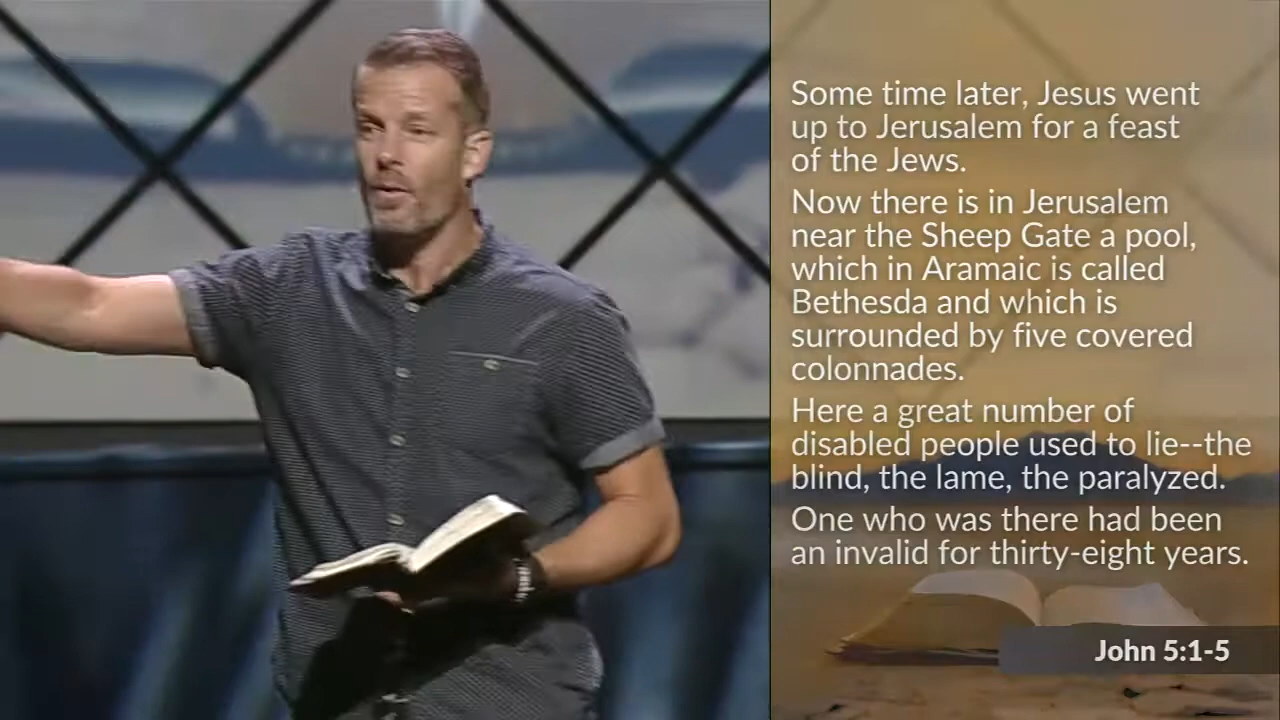 Some time later, Jesus went
up to Jerusalem for a feast
of the Jews.
Now there is in Jerusalem
near the Sheep Gate a pool,
which in Aramaic is called
Bethesda and which is
surrounded by five covered
colonnades.
Here a great number of
disabled people used to lie--the
blind, the lame, the paralyzed.
One who was there had been
an invalid for thirty-eight years.
John 5:1-5